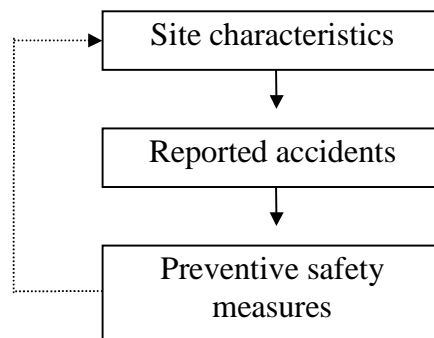 Site characteristics
Reported accidents
Preventive safety
measures